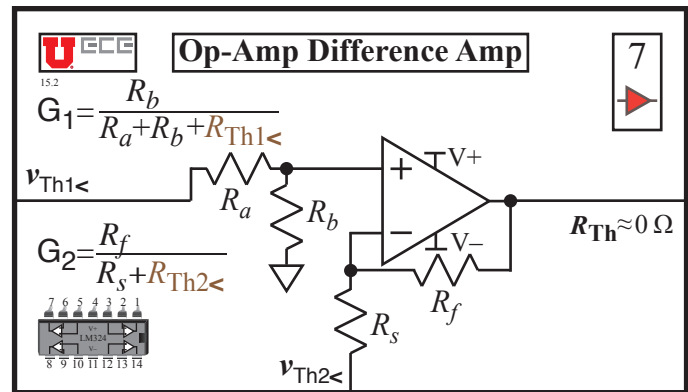 U ECE
Op-Amp Difference Amp
7
15.2
G1=Rb/(Ra+Rb+RTh1<)
vTh1<
Ra
Rb
+
V+
−
V−
RTh≈0 Ω
G2=Rf/(Rs+RTh2<)
Rf
Rs
vTh2<
7 6 5 4 3 2 1
V+
LM324
V−
8 9 10 11 12 13 14